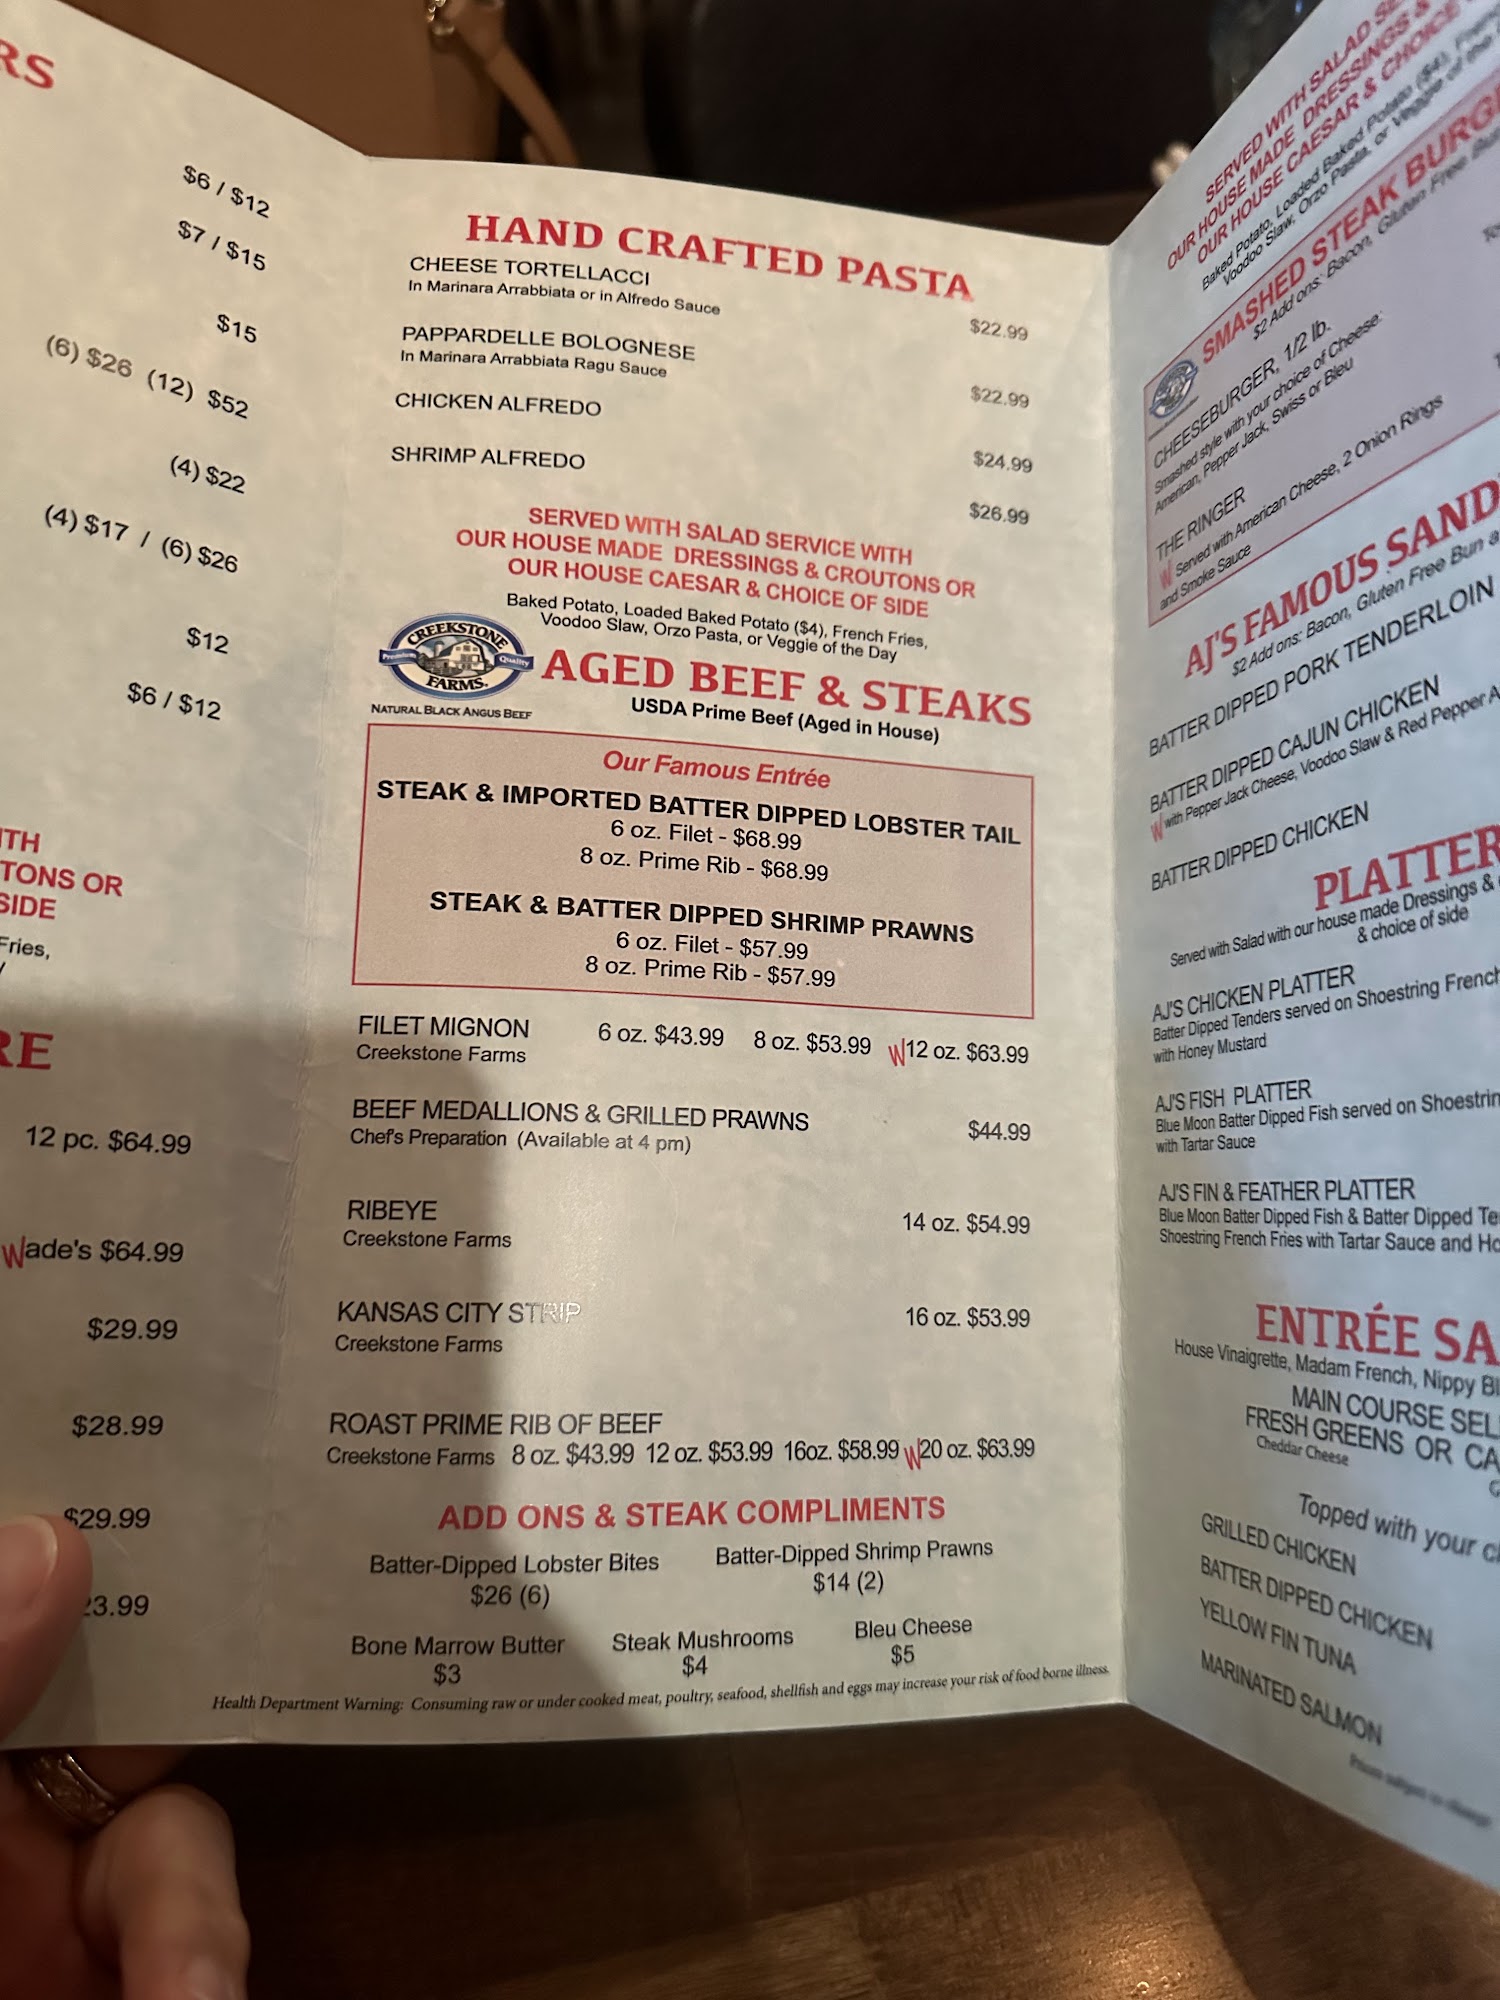 RS
$6 / $12
$7 / $15
$15
(6) $26 (12) $52
(4) $22
(4) $17 / (6) $26
$12
$6 / $12
TONS OR
SIDE
Fries,
RE
12 pc. $64.99
Wade's $64.99
$29.99
$28.99
$29.99
23.99
HAND CRAFTED PASTA
CHEESE TORTELLACCI
In Marinara Arrabbiata or in Alfredo Sauce
$22.99
PAPPARDELLE BOLOGNESE
In Marinara Arrabbiata Ragu Sauce
$22.99
CHICKEN ALFREDO
$24.99
SHRIMP ALFREDO
$26.99
SERVED WITH SALAD SERVICE WITH
OUR HOUSE MADE DRESSINGS & CROUTONS OR
OUR HOUSE CAESAR & CHOICE OF SIDE
Baked Potato, Loaded Baked Potato ($4), French Fries,
Voodoo Slaw, Orzo Pasta, or Veggie of the Day
CREEKSTONE
Premium Quality
FARMS.
NATURAL BLACK ANGUS BEEF
AGED BEEF & STEAKS
USDA Prime Beef (Aged in House)
Our Famous Entrée
STEAK & IMPORTED BATTER DIPPED LOBSTER TAIL
6 oz. Filet - $68.99
8 oz. Prime Rib - $68.99
STEAK & BATTER DIPPED SHRIMP PRAWNS
6 oz. Filet - $57.99
8 oz. Prime Rib - $57.99
FILET MIGNON 6 oz. $43.99 8 oz. $53.99 W12 oz. $63.99
Creekstone Farms
BEEF MEDALLIONS & GRILLED PRAWNS $44.99
Chef's Preparation (Available at 4 pm)
RIBEYE 14 oz. $54.99
Creekstone Farms
KANSAS CITY STRIP 16 oz. $53.99
Creekstone Farms
ROAST PRIME RIB OF BEEF
Creekstone Farms 8 oz. $43.99 12 oz. $53.99 16oz. $58.99 W20 oz. $63.99
ADD ONS & STEAK COMPLIMENTS
Batter-Dipped Lobster Bites Batter-Dipped Shrimp Prawns
$26 (6) $14 (2)
Bone Marrow Butter Steak Mushrooms Bleu Cheese
$3 $4 $5
Health Department Warning: Consuming raw or under cooked meat, poultry, seafood, shellfish and eggs may increase your risk of food borne illness.
SERVED WITH SALAD
OUR HOUSE MADE DRESSINGS &
OUR HOUSE CAESAR & CHOICE
Baked Potato, Loaded Baked Potato ($4),
Voodoo Slaw, Orzo Pasta, or Veggie of the
SMASHED STEAK
$2 Add ons: Bacon, Gluten Free
CHEESEBURGER, 1/2 lb.
Smashed style with your choice of Cheese:
American, Pepper Jack, Swiss or Bleu
THE RINGER
W Served with American Cheese, 2 Onion Rings
and Smoke Sauce
AJ'S FAMOUS SAND
$2 Add ons: Bacon, Gluten Free Bun
BATTER DIPPED PORK TENDERLOIN
BATTER DIPPED CAJUN CHICKEN
W with Pepper Jack Cheese, Voodoo Slaw & Red Pepper
BATTER DIPPED CHICKEN
PLATTER
Served with Salad with our house made Dressings &
& choice of side
AJ'S CHICKEN PLATTER
Batter Dipped Tenders served on Shoestring French
with Honey Mustard
AJ'S FISH PLATTER
Blue Moon Batter Dipped Fish served on Shoestrin
with Tartar Sauce
AJ'S FIN & FEATHER PLATTER
Blue Moon Batter Dipped Fish & Batter Dipped Te
Shoestring French Fries with Tartar Sauce and Ho
ENTRÉE SA
House Vinaigrette, Madam French, Nippy Bl
MAIN COURSE SEL
FRESH GREENS OR CA
Cheddar Cheese
Topped with your c
GRILLED CHICKEN
BATTER DIPPED CHICKEN
YELLOW FIN TUNA
MARINATED SALMON